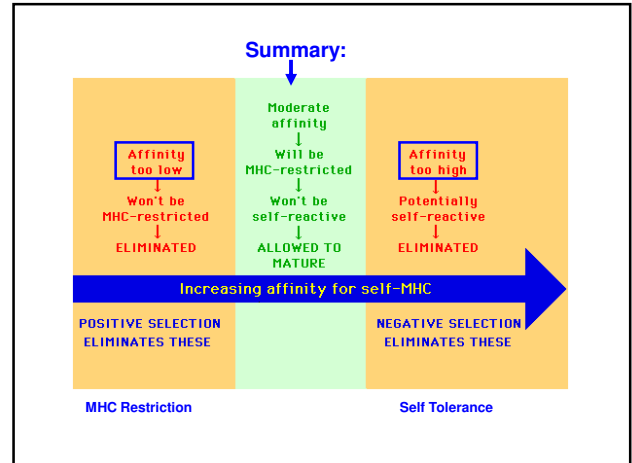 Summary:
Affinity
too low
↓
Won't be
MHC-restricted
↓
ELIMINATED
Moderate
affinity
↓
Will be
MHC-restricted
↓
Won't be
self-reactive
↓
ALLOWED TO
MATURE
Affinity
too high
↓
Potentially
self-reactive
↓
ELIMINATED
Increasing affinity for self-MHC
POSITIVE SELECTION
ELIMINATES THESE
NEGATIVE SELECTION
ELIMINATES THESE
MHC Restriction
Self Tolerance